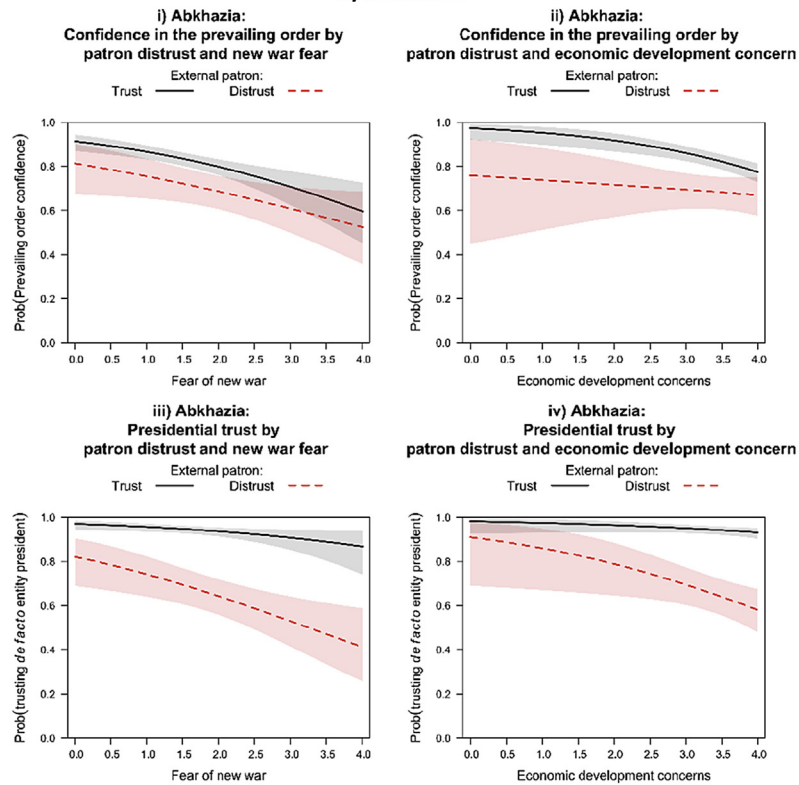 i) Abkhazia:
Confidence in the prevailing order by
patron distrust and new war fear
External patron:
Trust Distrust
1.0
0.8
0.6
0.4
0.2
0.0
Prob(Prevailing order confidence)
0.0 0.5 1.0 1.5 2.0 2.5 3.0 3.5 4.0
Fear of new war
ii) Abkhazia:
Confidence in the prevailing order by
patron distrust and economic development concern
External patron:
Trust Distrust
1.0
0.8
0.6
0.4
0.2
0.0
Prob(Prevailing order confidence)
0.0 0.5 1.0 1.5 2.0 2.5 3.0 3.5 4.0
Economic development concerns
iii) Abkhazia:
Presidential trust by
patron distrust and new war fear
External patron:
Trust Distrust
1.0
0.8
0.6
0.4
0.2
0.0
Prob(trusting de facto entity president)
0.0 0.5 1.0 1.5 2.0 2.5 3.0 3.5 4.0
Fear of new war
iv) Abkhazia:
Presidential trust by
patron distrust and economic development concern
External patron:
Trust Distrust
1.0
0.8
0.6
0.4
0.2
0.0
Prob(trusting de facto entity president)
0.0 0.5 1.0 1.5 2.0 2.5 3.0 3.5 4.0
Economic development concerns